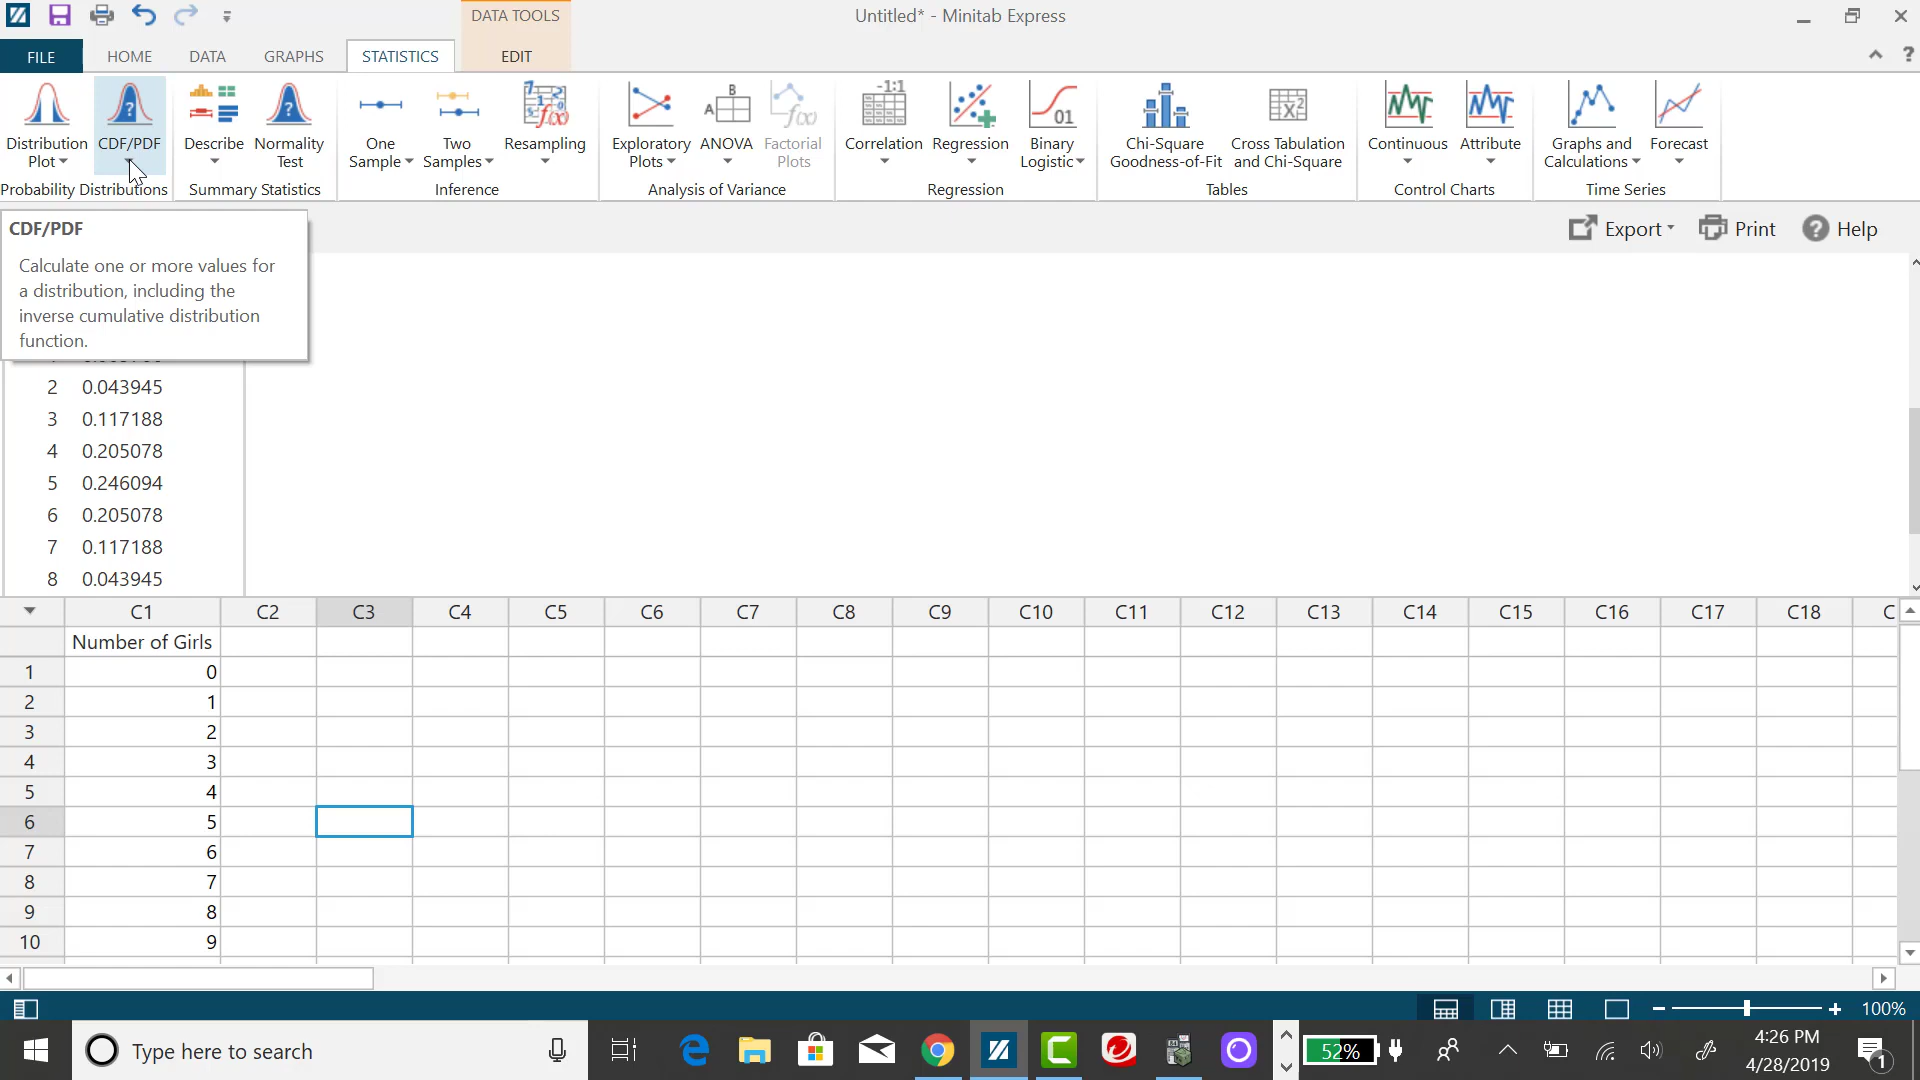 DATA TOOLS
Untitled* - Minitab Express
FILE HOME DATA GRAPHS STATISTICS EDIT
?
Distribution Plot
CDF/PDF
Probability Distributions
Describe
Normality Test
Summary Statistics
One Sample
Two Samples
Resampling
Inference
Exploratory Plots
ANOVA
Factorial Plots
Analysis of Variance
-1:1
Correlation
Regression
01
Binary Logistic
Regression
Chi-Square Goodness-of-Fit
Cross Tabulation and Chi-Square
Tables
Continuous
Attribute
Control Charts
Graphs and Calculations
Forecast
Time Series
CDF/PDF
Calculate one or more values for
a distribution, including the
inverse cumulative distribution
function.
Export Print Help
2 0.043945
3 0.117188
4 0.205078
5 0.246094
6 0.205078
7 0.117188
8 0.043945
C1 C2 C3 C4 C5 C6 C7 C8 C9 C10 C11 C12 C13 C14 C15 C16 C17 C18 C
Number of Girls
1 0
2 1
3 2
4 3
5 4
6 5
7 6
8 7
9 8
10 9
100%
Type here to search
52%
4:26 PM
4/28/2019
1